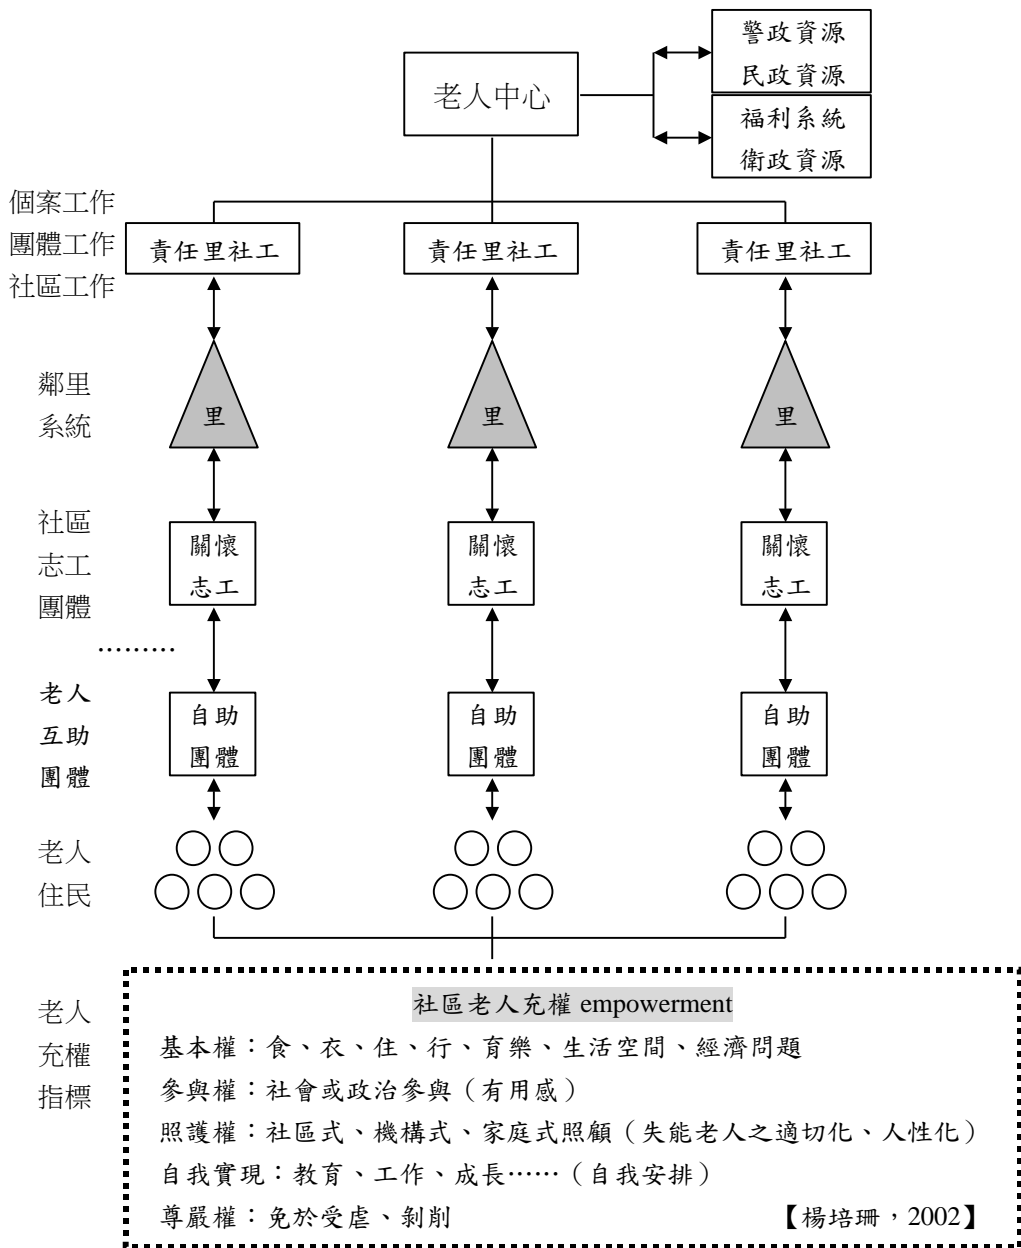 警政資源
民政資源
老人中心
福利系統
衛政資源
個案工作
團體工作
社區工作
責任里社工
責任里社工
責任里社工
鄰里
系統
里
里
里
社區
志工
團體
關懷
志工
關懷
志工
關懷
志工
………
老人
互助
團體
自助
團體
自助
團體
自助
團體
老人
住民
老人
充權
指標
社區老人充權 empowerment
基本權：食、衣、住、行、育樂、生活空間、經濟問題
參與權：社會或政治參與（有用感）
照護權：社區式、機構式、家庭式照顧（失能老人之適切化、人性化）
自我實現：教育、工作、成長……（自我安排）
尊嚴權：免於受虐、剝削 【楊培珊，2002】